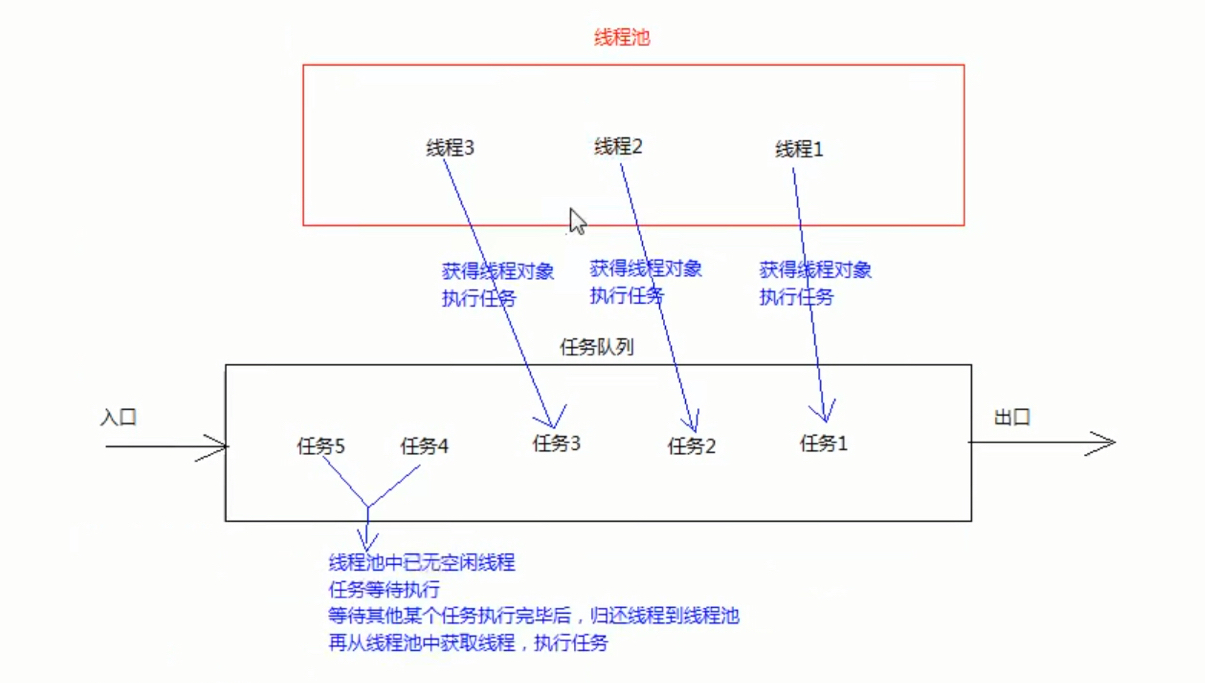 线程池
线程3
线程2
线程1
获得线程对象
执行任务
获得线程对象
执行任务
获得线程对象
执行任务
任务队列
入口
出口
任务5
任务4
任务3
任务2
任务1
线程池中已无空闲线程
任务等待执行
等待其他某个任务执行完毕后，归还线程到线程池
再从线程池中获取线程，执行任务